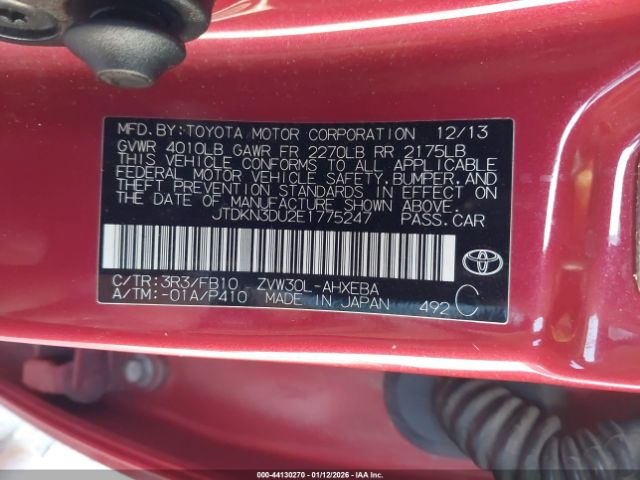 MFD. BY: TOYOTA MOTOR CORPORATION 12/13
GVWR 4010LB GAWR FR 2270LB RR 2175LB
THIS VEHICLE CONFORMS TO ALL APPLICABLE
FEDERAL MOTOR VEHICLE SAFETY, BUMPER, AND
THEFT PREVENTION STANDARDS IN EFFECT ON
THE DATE OF MANUFACTURE SHOWN ABOVE.
JTDKN3DU2E1775247 PASS. CAR
C/TR: 3R3/FB10 ZVW30L-AHXEBA
A/TM: -01A/P410 MADE IN JAPAN 492 C
000-44130270 - 01/12/2026 - IAAI.CA